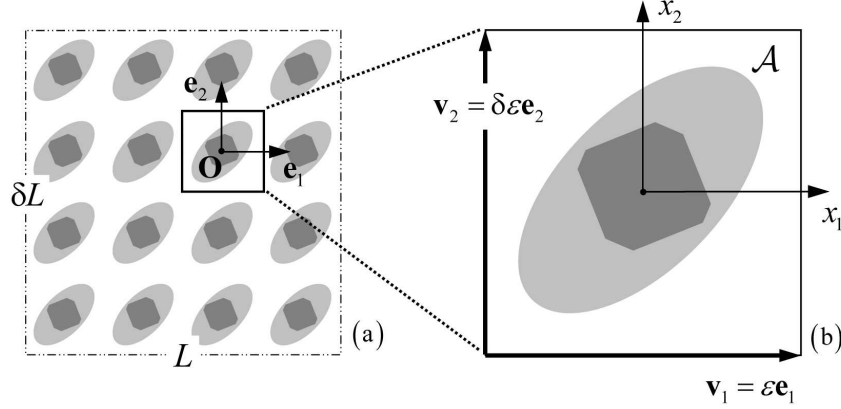 e₂
O
e₁
δL
L
(a)
x₂
𝒜
v₂ = δεe₂
x₁
v₁ = εe₁
(b)